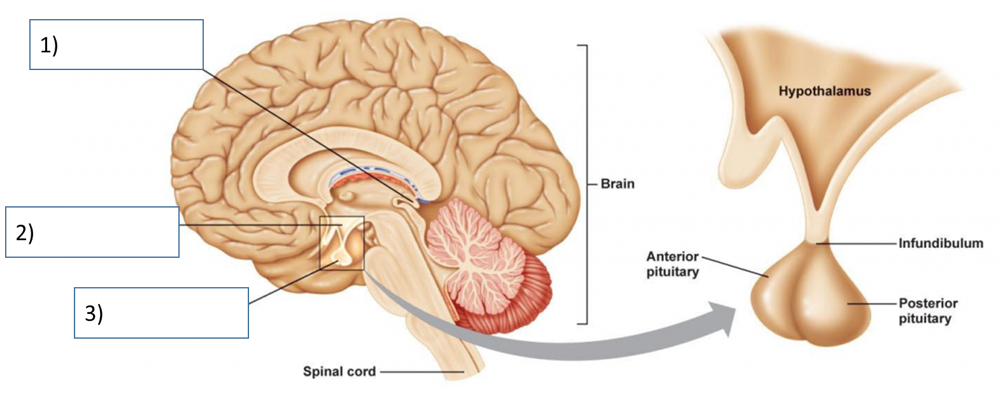 1)
Hypothalamus
Brain
2)
Infundibulum
Anterior
pituitary
3)
Posterior
pituitary
Spinal cord